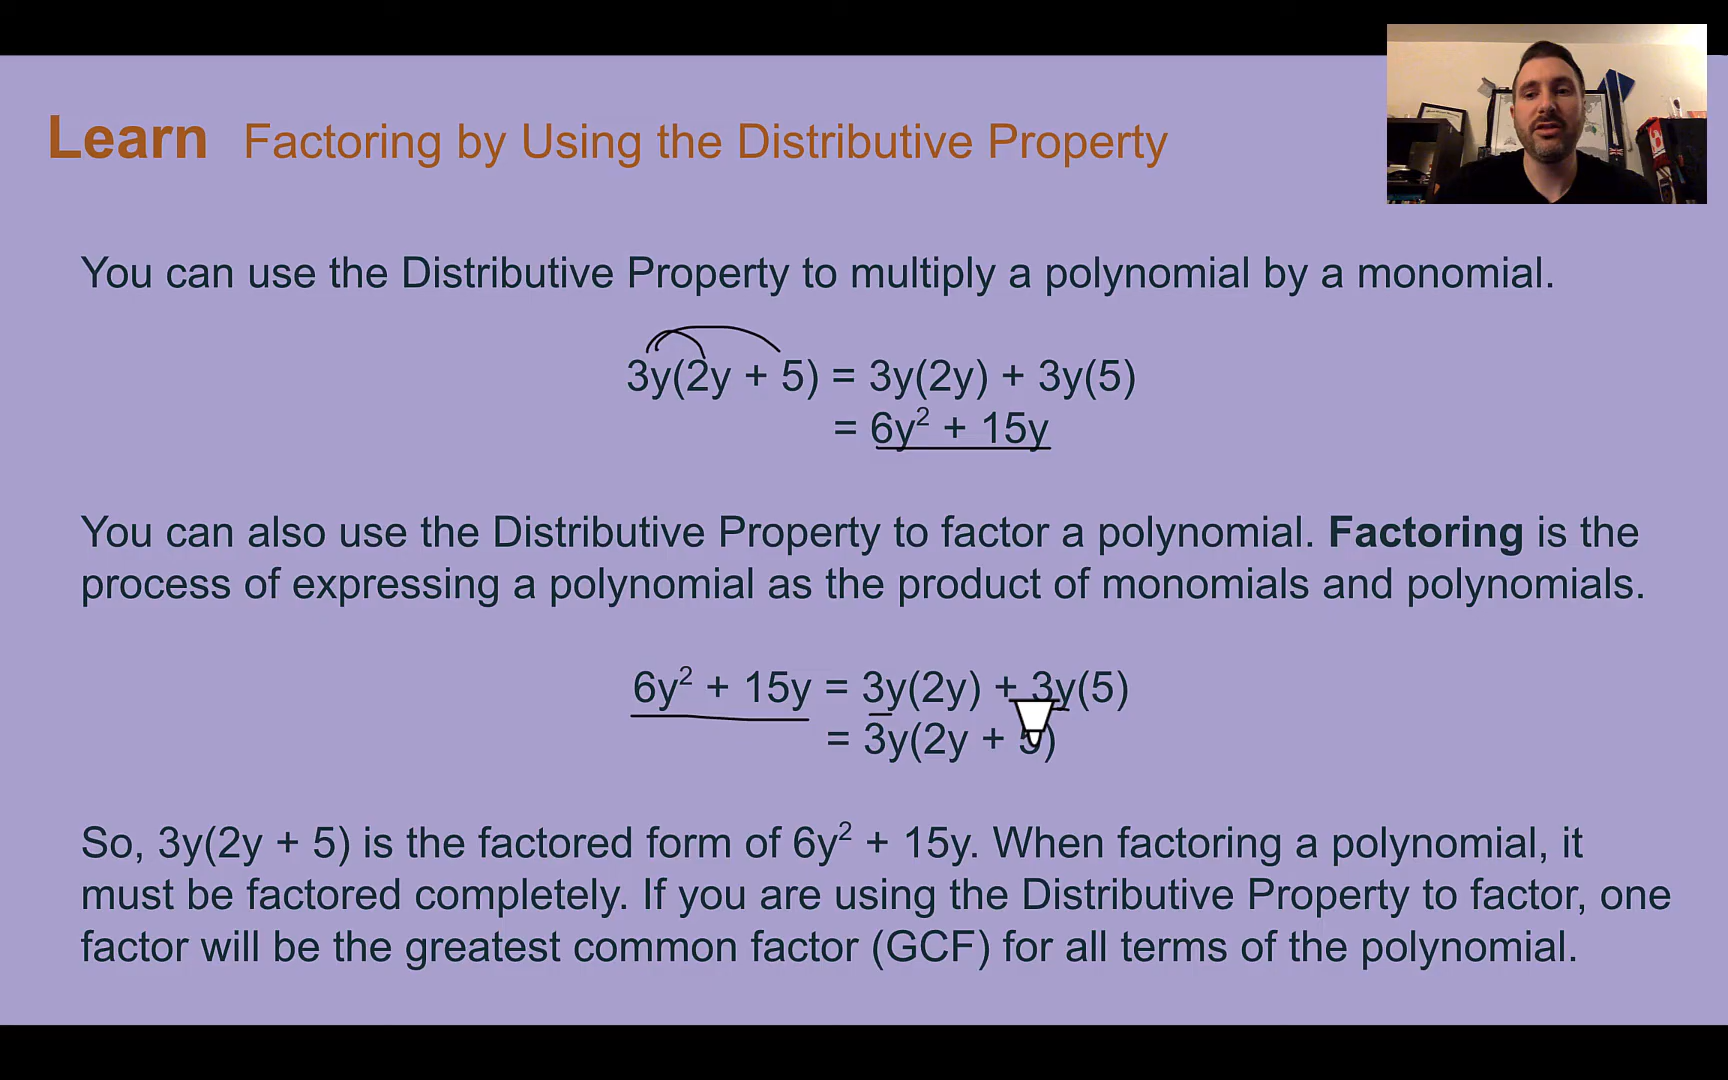 Learn Factoring by Using the Distributive Property
You can use the Distributive Property to multiply a polynomial by a monomial.
3y(2y + 5) = 3y(2y) + 3y(5)
= 6y² + 15y
You can also use the Distributive Property to factor a polynomial. Factoring is the
process of expressing a polynomial as the product of monomials and polynomials.
6y² + 15y = 3y(2y) + 3y(5)
= 3y(2y + 5)
So, 3y(2y + 5) is the factored form of 6y² + 15y. When factoring a polynomial, it
must be factored completely. If you are using the Distributive Property to factor, one
factor will be the greatest common factor (GCF) for all terms of the polynomial.